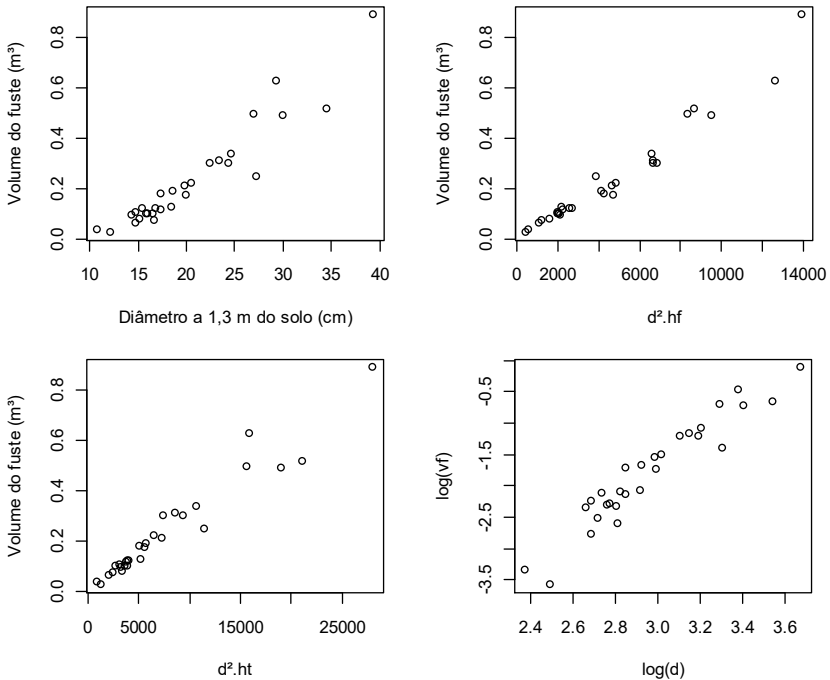 Volume do fuste (m³)
0.0 0.2 0.4 0.6 0.8
10 15 20 25 30 35 40
Diâmetro a 1,3 m do solo (cm)
Volume do fuste (m³)
0.0 0.2 0.4 0.6 0.8
2000 6000 10000 14000
d².hf
Volume do fuste (m³)
0.0 0.2 0.4 0.6 0.8
0 5000 15000 25000
d².ht
log(vf)
-3.5 -2.5 -1.5 -0.5
2.4 2.6 2.8 3.0 3.2 3.4 3.6
log(d)